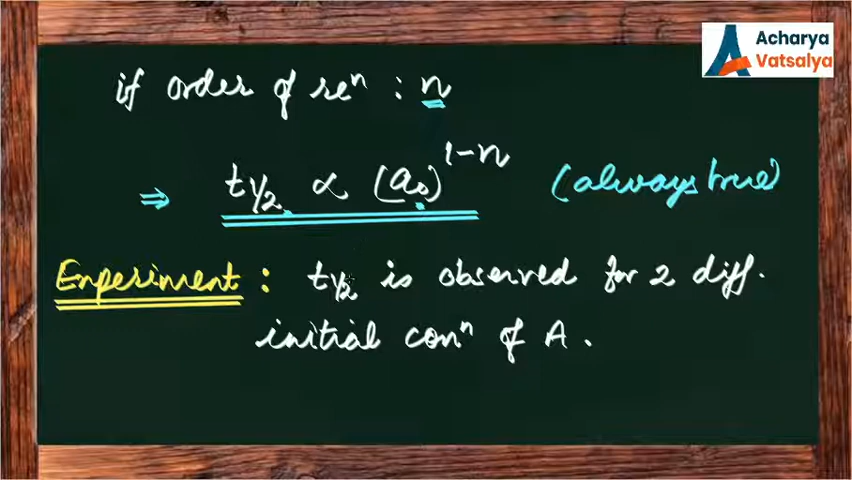 Acharya
Vatsalya
if order of reⁿ : n
⇒ t1/2 ∝ (a₀)^1-n (always true)
Experiment : t1/2 is observed for 2 diff.
initial conⁿ of A.